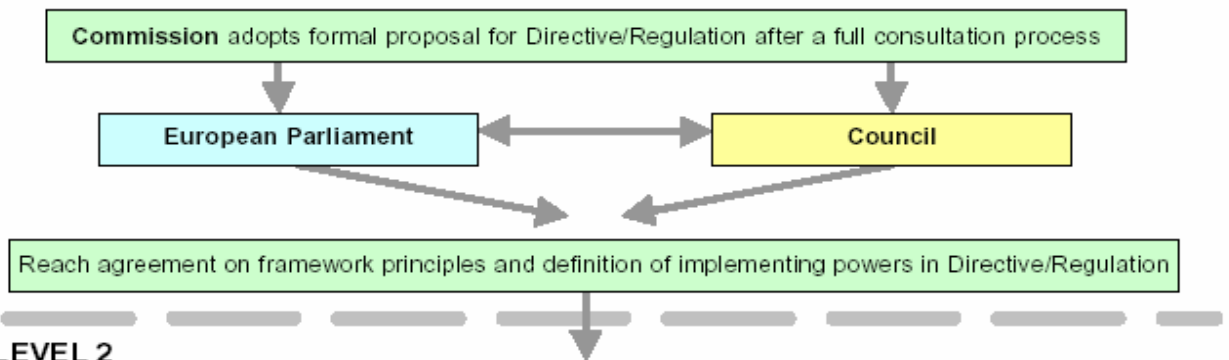 Commission adopts formal proposal for Directive/Regulation after a full consultation process
European Parliament
Council
Reach agreement on framework principles and definition of implementing powers in Directive/Regulation
LEVEL 2